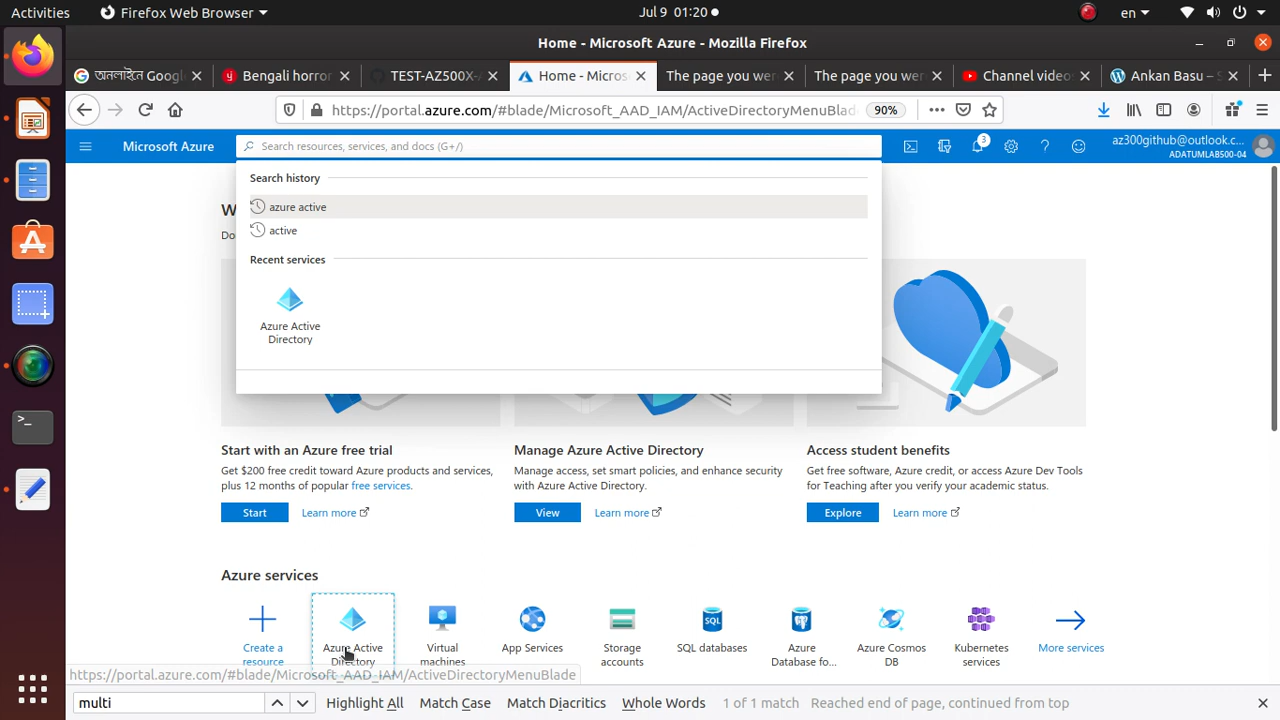 Activities
Firefox Web Browser
Jul 9 01:20
en
Home - Microsoft Azure - Mozilla Firefox
অনলাইন Googl
Bengali horror
TEST-AZ500X-
Home - Micros
The page you wer
The page you wer
Channel video
Ankan Basu – S
https://portal.azure.com/#blade/Microsoft_AAD_IAM/ActiveDirectoryMenuBlad
90%
Microsoft Azure
Search resources, services, and docs (G+/)
3
az300github@outlook.c...
ADATUMLAB500-04
Search history
azure active
active
Recent services
Azure Active
Directory
W
Do
Start with an Azure free trial
Get $200 free credit toward Azure products and services,
plus 12 months of popular free services.
Start
Learn more
Manage Azure Active Directory
Manage access, set smart policies, and enhance security
with Azure Active Directory.
View
Learn more
Access student benefits
Get free software, Azure credit, or access Azure Dev Tools
for Teaching after you verify your academic status.
Explore
Learn more
Azure services
Create a
resource
Azure Active
Directory
Virtual
machines
App Services
Storage
accounts
SQL
SQL databases
Azure
Database fo...
Azure Cosmos
DB
Kubernetes
services
More services
https://portal.azure.com/#blade/Microsoft_AAD_IAM/ActiveDirectoryMenuBlade
multi
Highlight All
Match Case
Match Diacritics
Whole Words
1 of 1 match
Reached end of page, continued from top